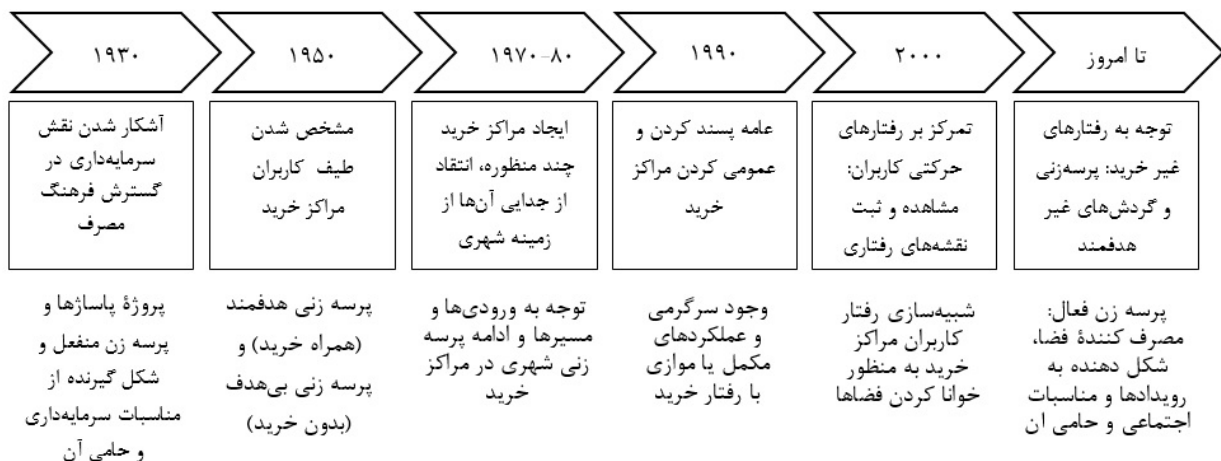 ۱۹۳۰
۱۹۵۰
۱۹۷۰-۸۰
۱۹۹۰
۲۰۰۰
تا امروز
آشکار شدن نقش
سرمایه‌داری در
گسترش فرهنگ
مصرف
مشخص شدن
طیف کاربران
مراکز خرید
ایجاد مراکز خرید
چند منظوره، انتقاد
از جدایی آن‌ها از
زمینه شهری
عامه پسند کردن و
عمومی کردن مراکز
خرید
تمرکز بر رفتارهای
حرکتی کاربران:
مشاهده و ثبت
نقشه‌های رفتاری
توجه به رفتارهای
غیر خرید: پرسه‌زنی
و گردش‌های غیر
هدفمند
پروژهٔ پاساژها و
پرسه زن منفعل و
شکل گیرنده از
مناسبات سرمایه‌داری
و حامی آن
پرسه زنی هدفمند
(همراه خرید) و
پرسه زنی بی‌هدف
(بدون خرید)
توجه به ورودی‌ها و
مسیرها و ادامه پرسه
زنی شهری در مراکز
خرید
وجود سرگرمی
و عملکردهای
مکمل یا موازی
با رفتار خرید
شبیه‌سازی رفتار
کاربران مراکز
خرید به منظور
خوانا کردن فضاها
پرسه زن فعال:
مصرف کنندهٔ فضا،
شکل دهنده به
رویدادها و مناسبات
اجتماعی و حامی ان